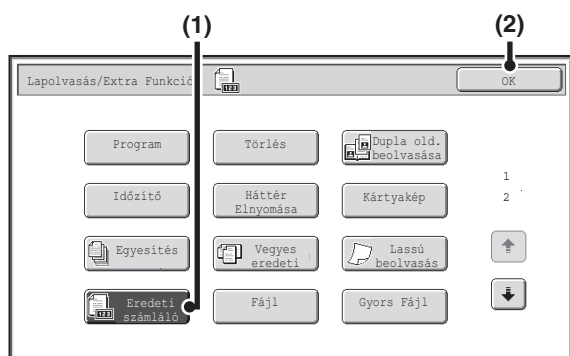 (1)
(2)
Lapolvasás/Extra Funkció
OK
Program
Törlés
Dupla old.
beolvasása
Időzítő
Háttér
Elnyomása
Kártyakép
Egyesítés
Vegyes
eredeti
Lassú
beolvasás
Eredeti
számláló
Fájl
Gyors Fájl
1
2